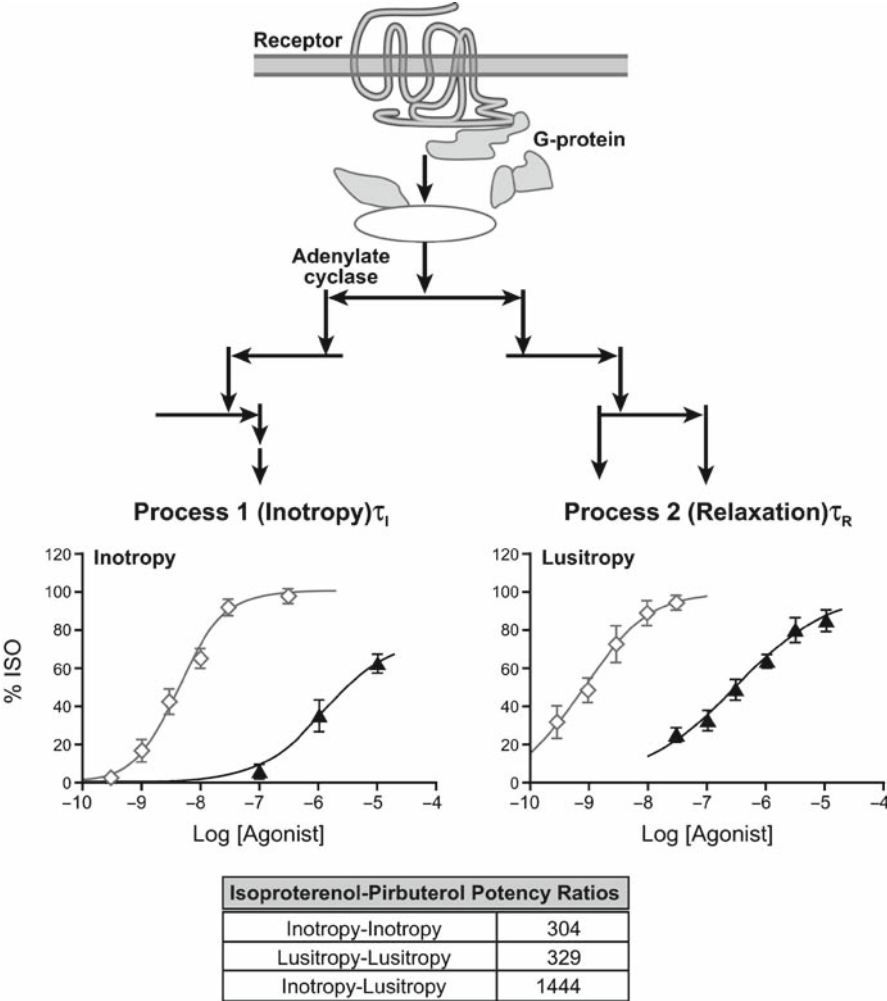 Receptor
G-protein
Adenylate
cyclase
Process 1 (Inotropy)τI
Process 2 (Relaxation)τR
Inotropy
% ISO
120
100
80
60
40
20
0
–10
–9
–8
–7
–6
–5
–4
Log [Agonist]
Lusitropy
120
100
80
60
40
20
0
–10
–9
–8
–7
–6
–5
–4
Log [Agonist]
Isoproterenol-Pirbuterol Potency Ratios
Inotropy-Inotropy 304
Lusitropy-Lusitropy 329
Inotropy-Lusitropy 1444